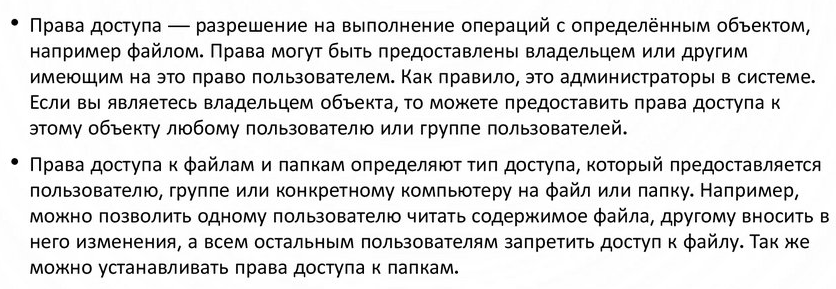 • Права доступа — разрешение на выполнение операций с определённым объектом,
например файлом. Права могут быть предоставлены владельцем или другим
имеющим на это право пользователем. Как правило, это администраторы в системе.
Если вы являетесь владельцем объекта, то можете предоставить права доступа к
этому объекту любому пользователю или группе пользователей.
• Права доступа к файлам и папкам определяют тип доступа, который предоставляется
пользователю, группе или конкретному компьютеру на файл или папку. Например,
можно позволить одному пользователю читать содержимое файла, другому вносить в
него изменения, а всем остальным пользователям запретить доступ к файлу. Так же
можно устанавливать права доступа к папкам.